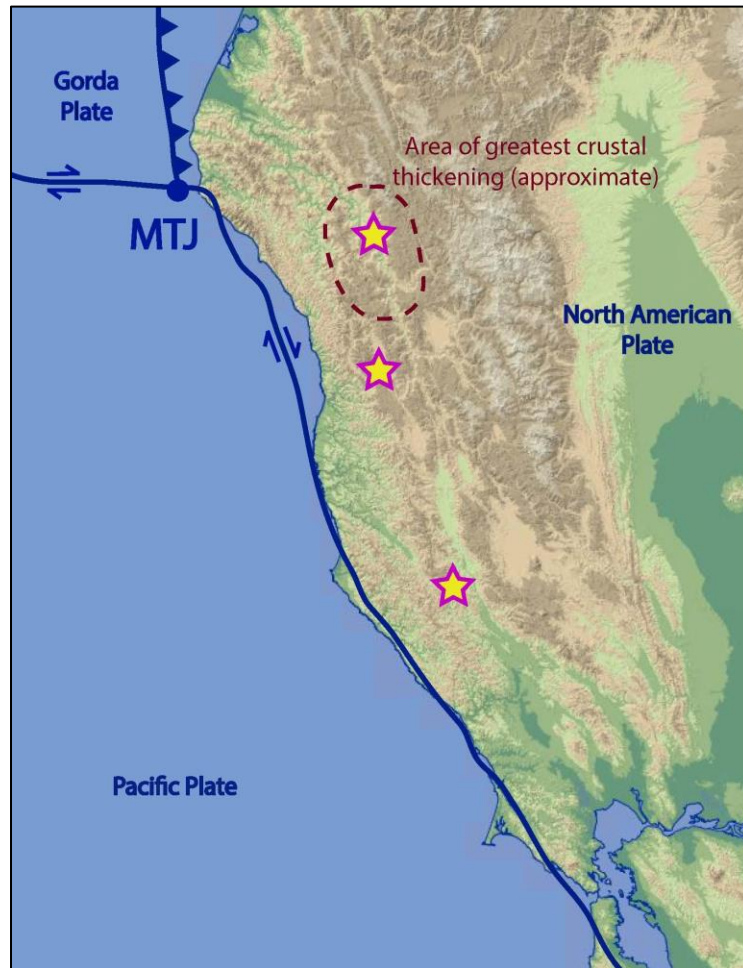 Gorda
Plate
Area of greatest crustal
thickening (approximate)
MTJ
North American
Plate
Pacific Plate